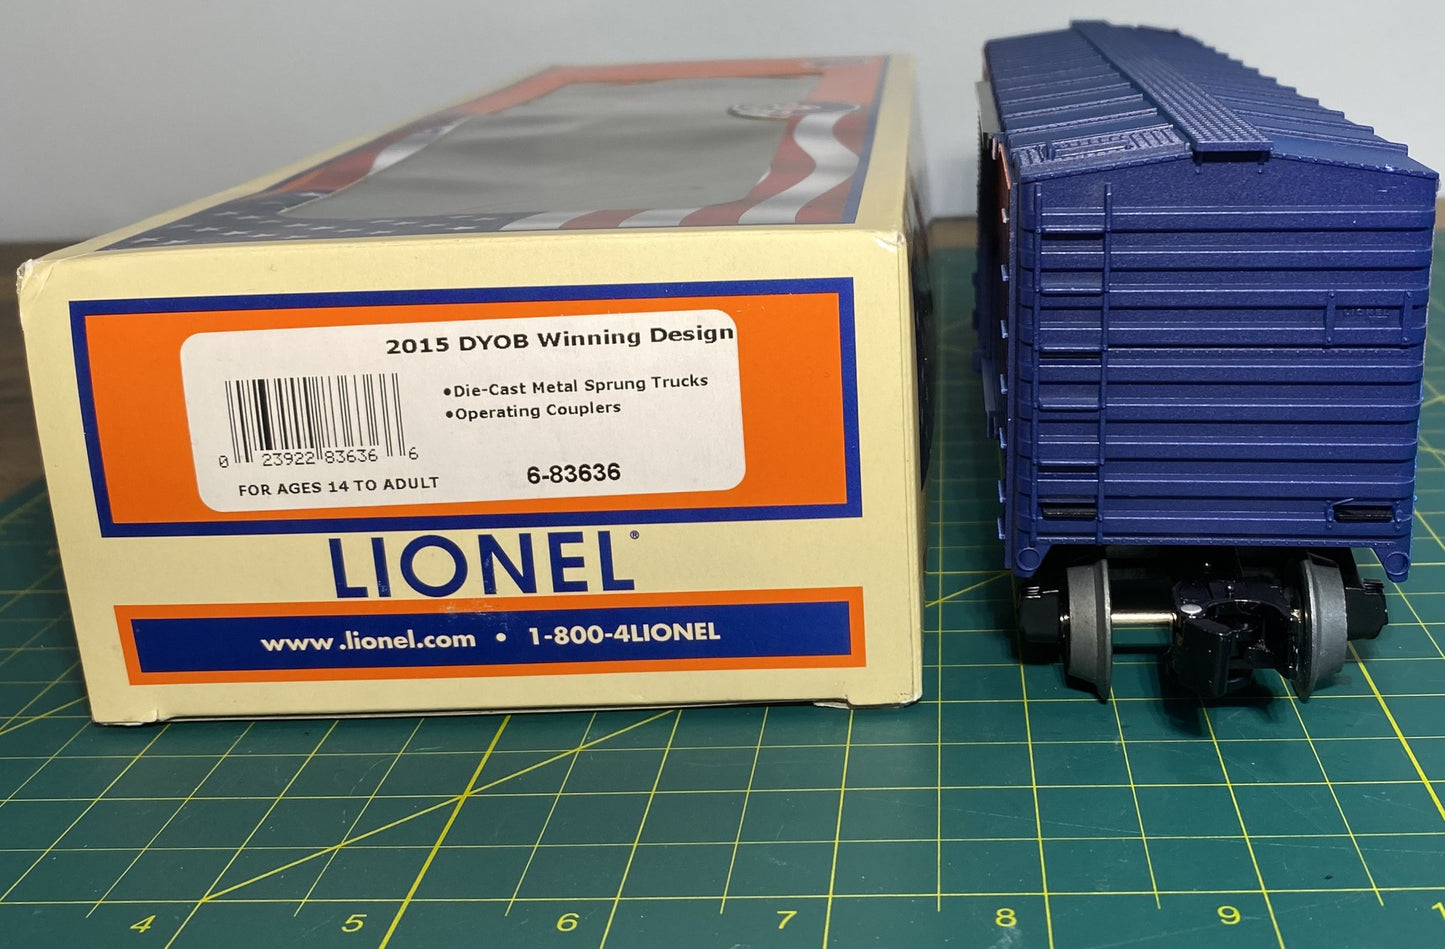 2015 DYOB Winning Design
•Die-Cast Metal Sprung Trucks
•Operating Couplers
0 23922 83636 6
FOR AGES 14 TO ADULT
6-83636
LIONEL®
www.lionel.com • 1-800-4LIONEL
LIONEL
4 5 6 7 8 9